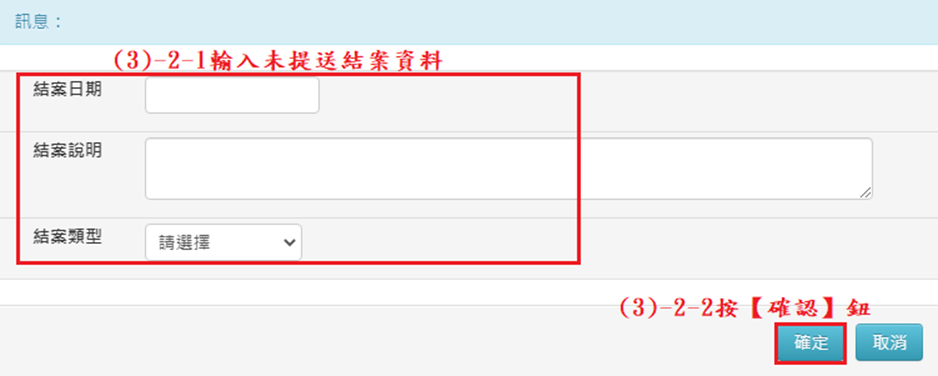 訊息：
(3)-2-1輸入未提送結案資料
結案日期
結案說明
結案類型
請選擇
(3)-2-2按【確認】鈕
確定
取消